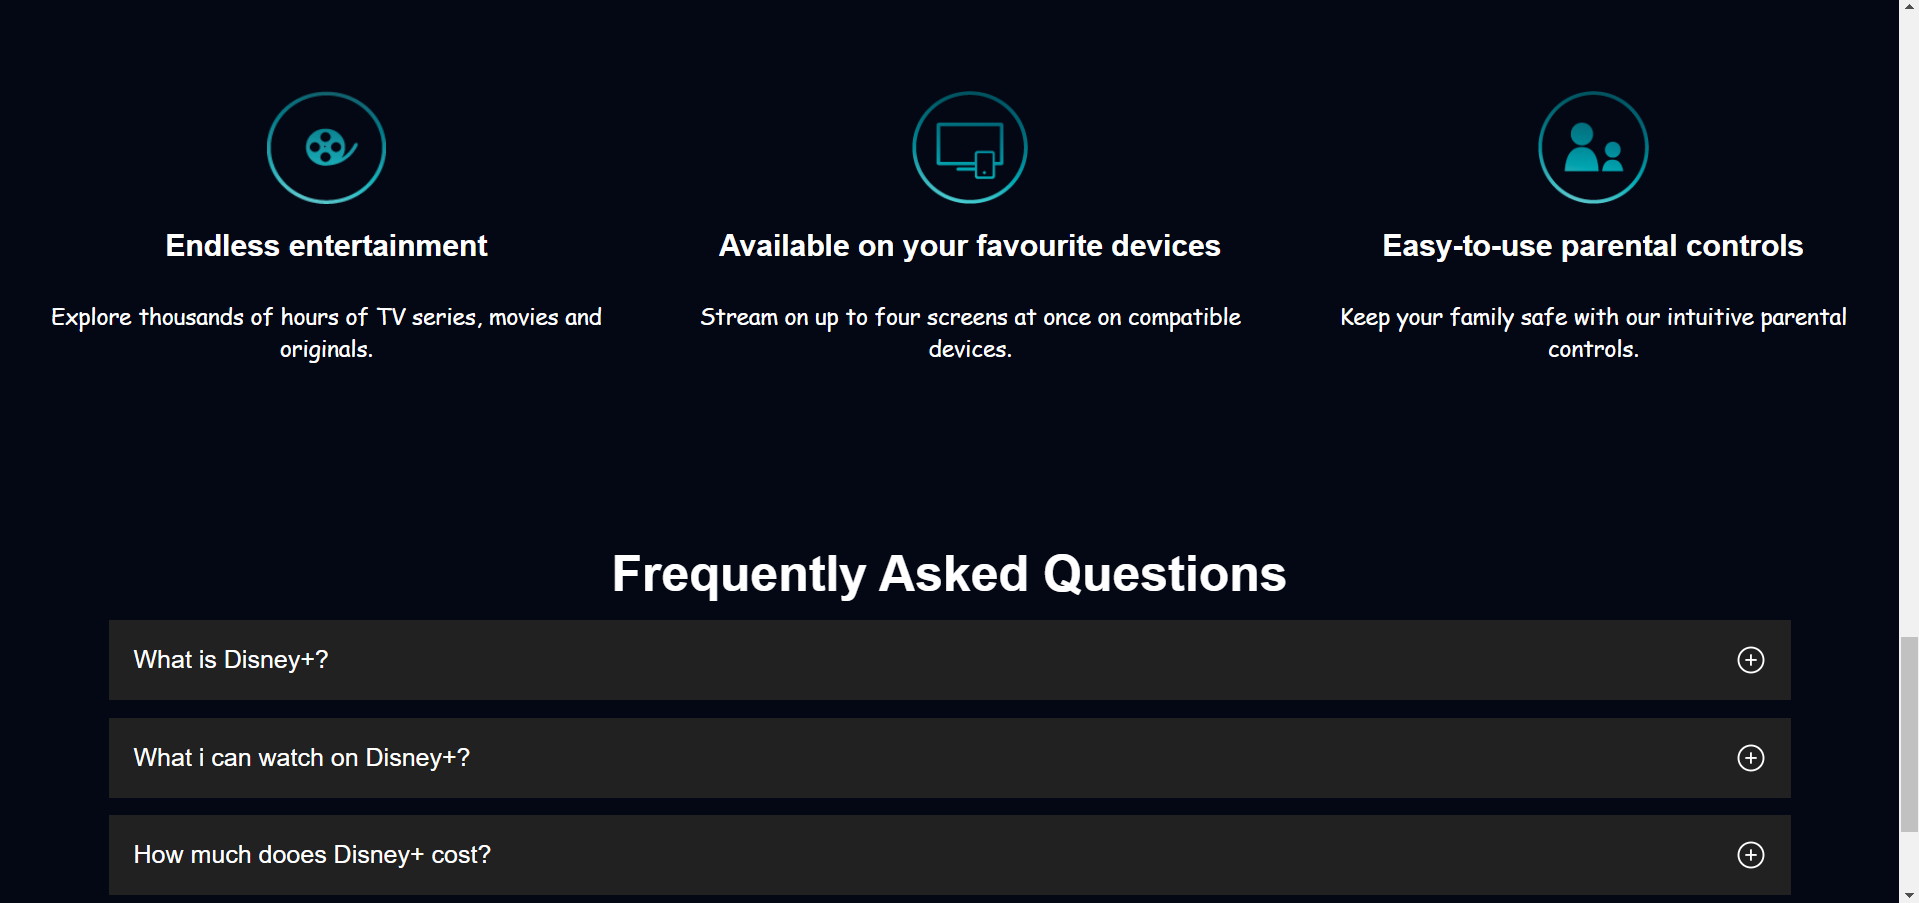 Endless entertainment
Explore thousands of hours of TV series, movies and
originals.
Available on your favourite devices
Stream on up to four screens at once on compatible
devices.
Easy-to-use parental controls
Keep your family safe with our intuitive parental
controls.
Frequently Asked Questions
What is Disney+?
What i can watch on Disney+?
How much dooes Disney+ cost?